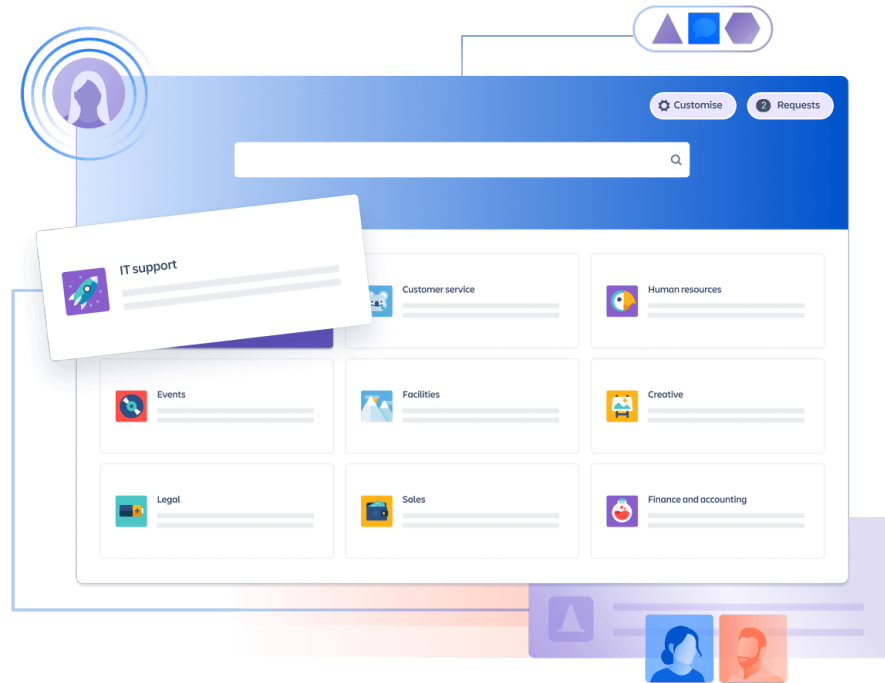 Customise
2 Requests
IT support
Customer service
Human resources
Events
Facilities
Creative
Legal
Sales
Finance and accounting